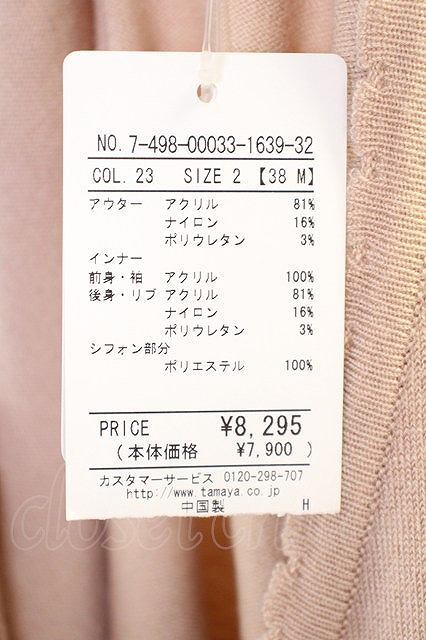 NO. 7-498-00033-1639-32
COL. 23 SIZE 2 【38 M】
アウター アクリル 81%
ナイロン 16%
ポリウレタン 3%
インナー
前身・袖 アクリル 100%
後身・リブ アクリル 81%
ナイロン 16%
ポリウレタン 3%
シフォン部分
ポリエステル 100%
PRICE ¥8,295
(本体価格 ¥7,900 )
カスタマーサービス 0120-298-707
http://www.tamaya.co.jp
中国製 H